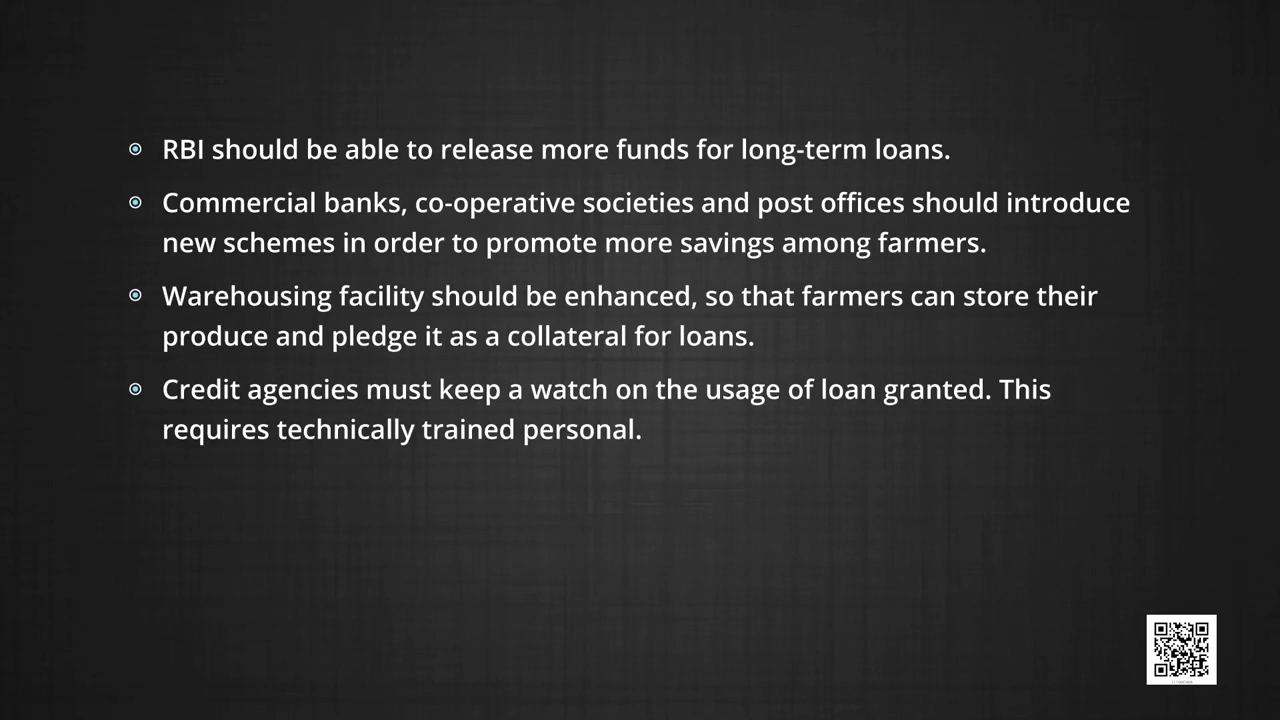 RBI should be able to release more funds for long-term loans.
Commercial banks, co-operative societies and post offices should introduce
new schemes in order to promote more savings among farmers.
Warehousing facility should be enhanced, so that farmers can store their
produce and pledge it as a collateral for loans.
Credit agencies must keep a watch on the usage of loan granted. This
requires technically trained personal.